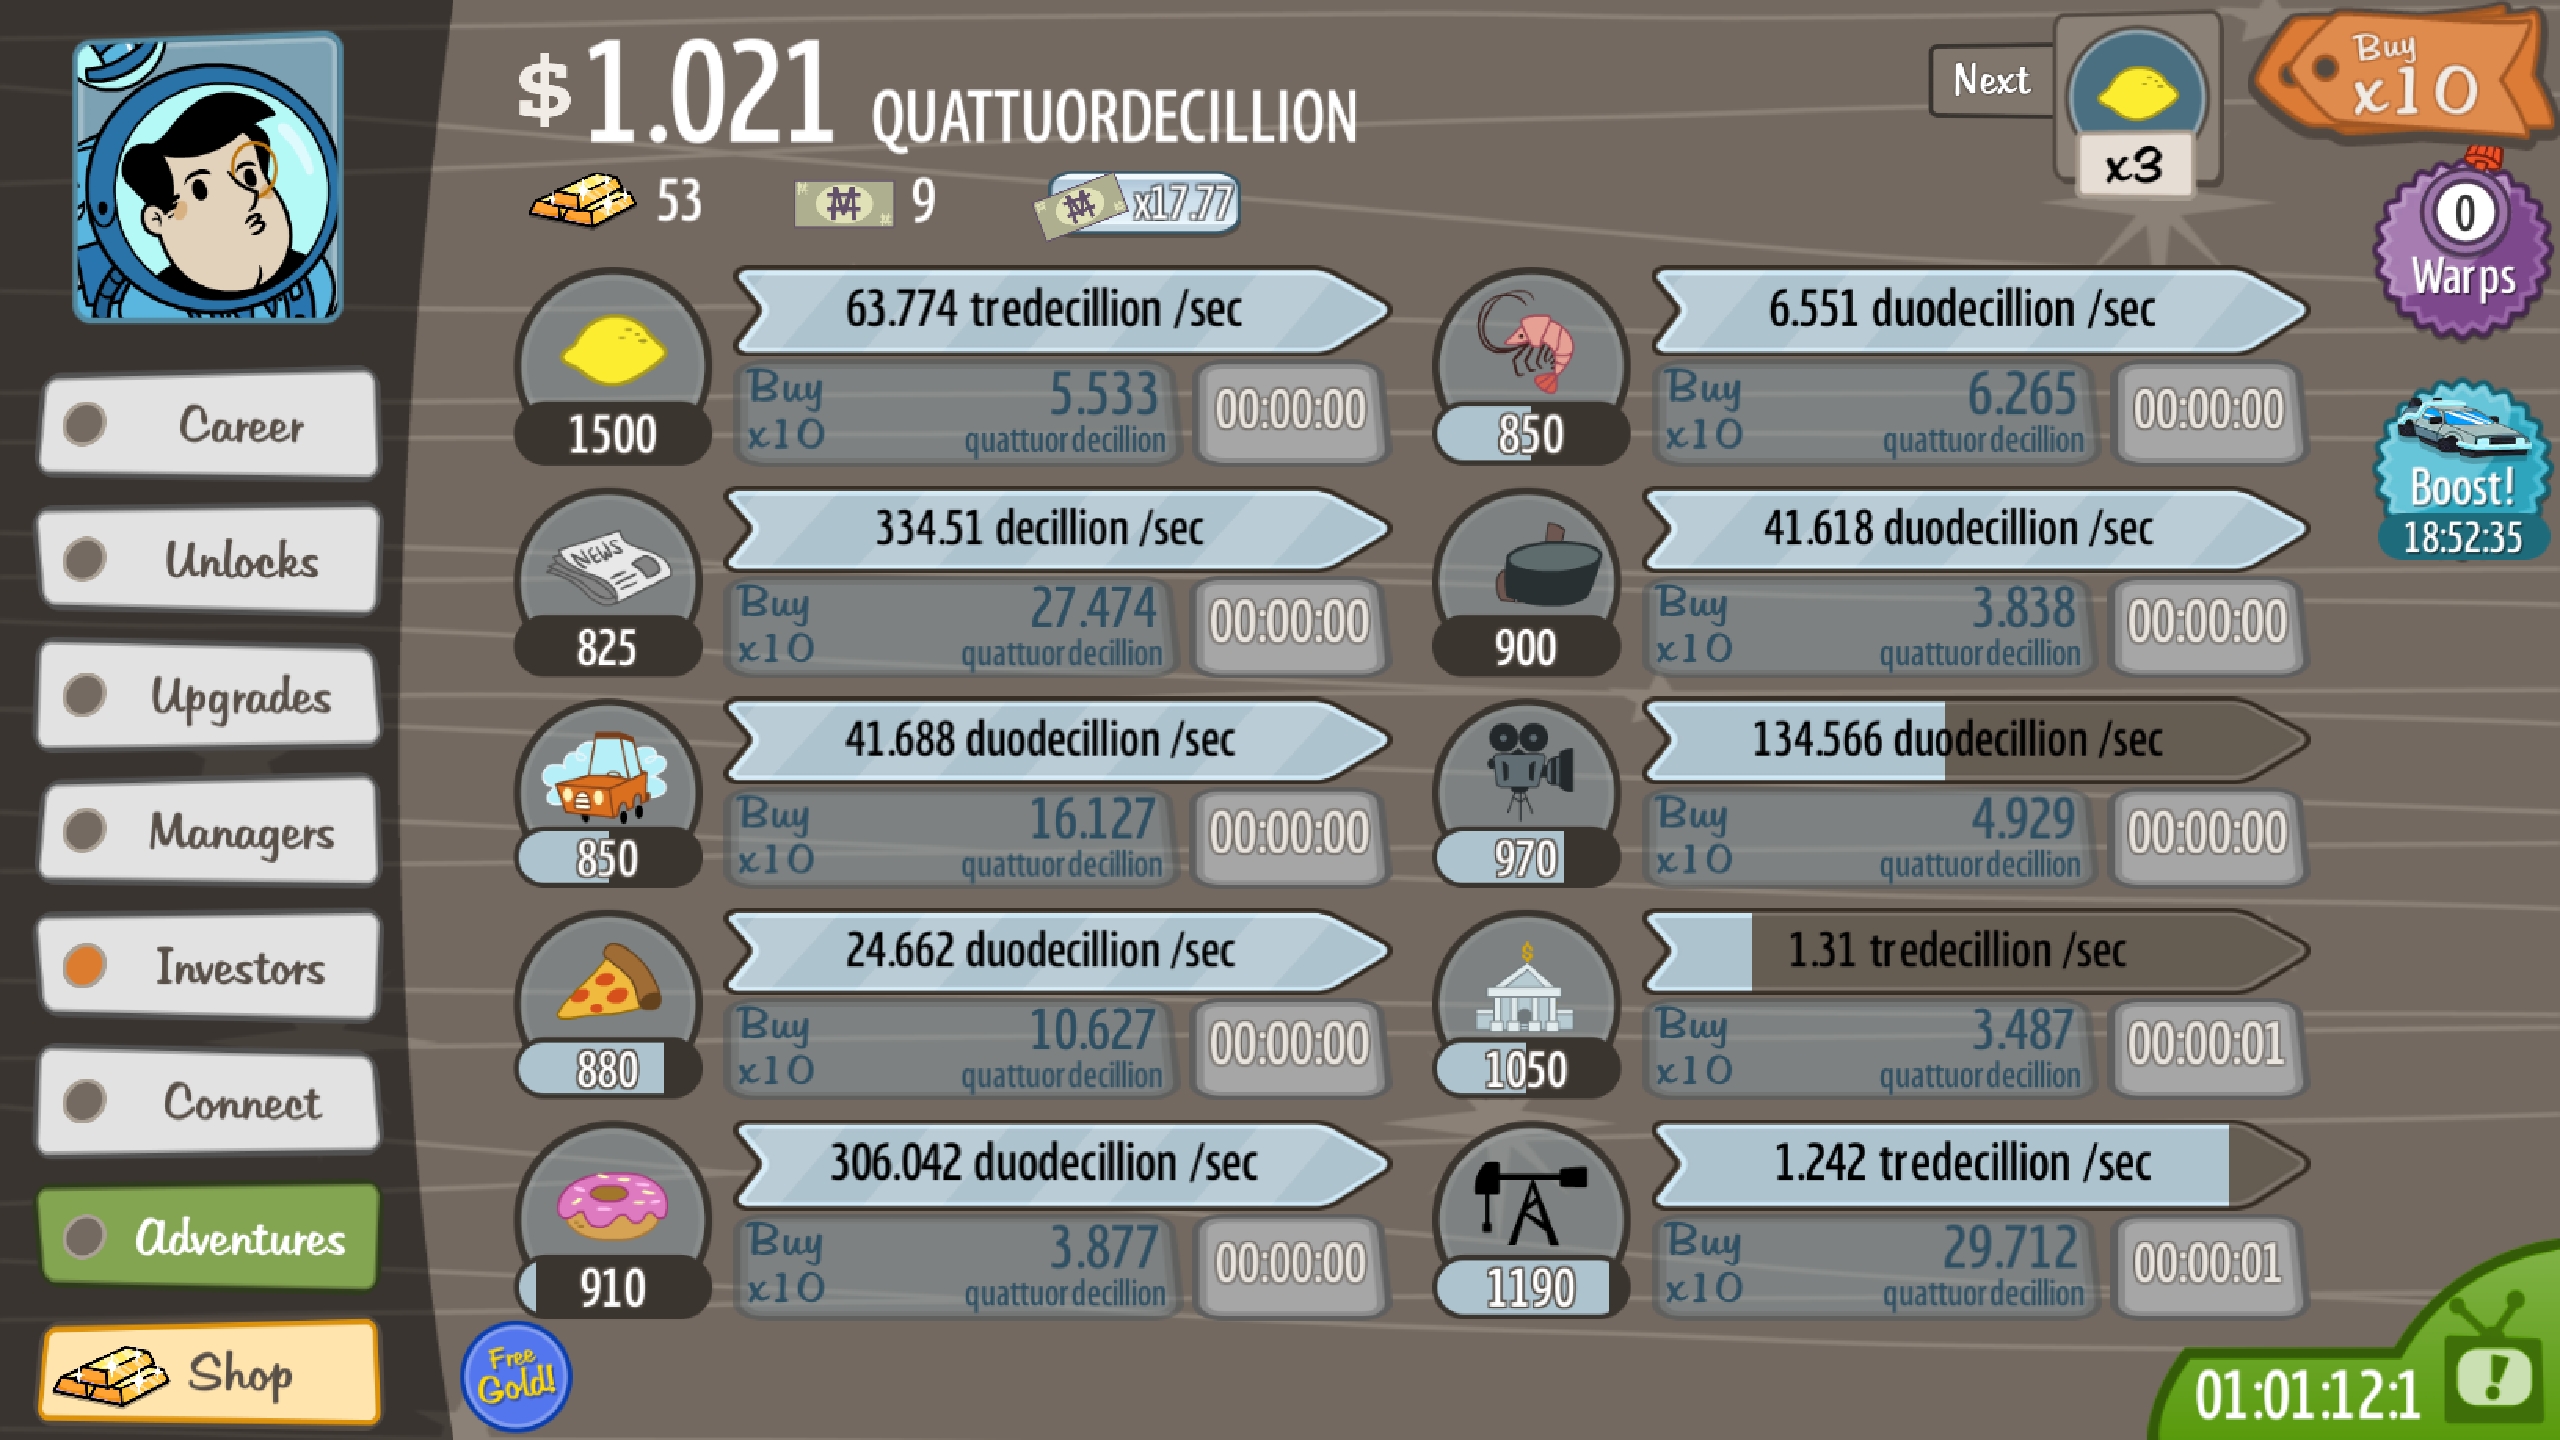 $1.021 QUATTUORDECILLION
53
9
x17.77
Next
x3
Buy
x10
0
Warps
Boost!
18:52:35
Career
Unlocks
Upgrades
Managers
Investors
Connect
Adventures
Shop
63.774 tredecillion /sec
1500
Buy
x10
5.533
quattuordecillion
00:00:00
NEWS
334.51 decillion /sec
825
Buy
x10
27.474
quattuordecillion
00:00:00
41.688 duodecillion /sec
850
Buy
x10
16.127
quattuordecillion
00:00:00
24.662 duodecillion /sec
880
Buy
x10
10.627
quattuordecillion
00:00:00
306.042 duodecillion /sec
910
Buy
x10
3.877
quattuordecillion
00:00:00
6.551 duodecillion /sec
850
Buy
x10
6.265
quattuordecillion
00:00:00
41.618 duodecillion /sec
900
Buy
x10
3.838
quattuordecillion
00:00:00
134.566 duodecillion /sec
970
Buy
x10
4.929
quattuordecillion
00:00:00
$
1.31 tredecillion /sec
1050
Buy
x10
3.487
quattuordecillion
00:00:01
1.242 tredecillion /sec
1190
Buy
x10
29.712
quattuordecillion
00:00:01
Free
Gold!
01:01:12:1
!